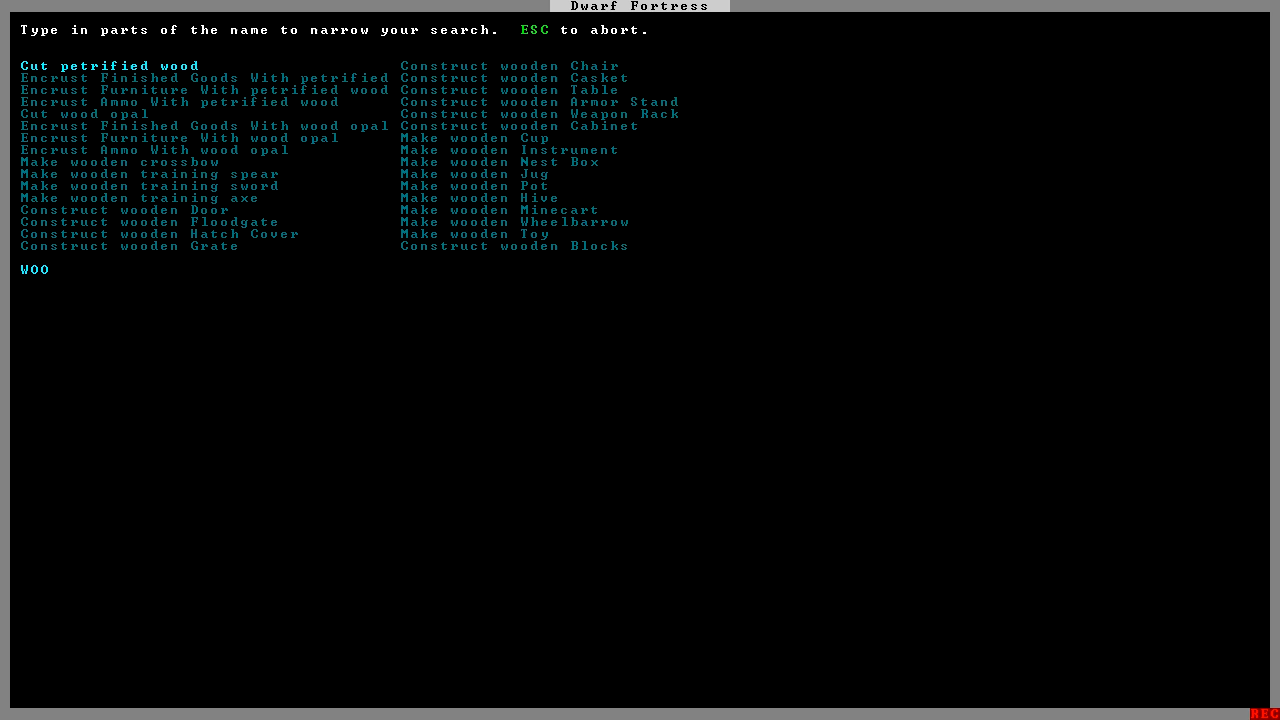 Dwarf Fortress
Type in parts of the name to narrow your search.  ESC to abort.
Cut petrified wood
Encrust Finished Goods With petrified
Encrust Furniture With petrified wood
Encrust Ammo With petrified wood
Cut wood opal
Encrust Finished Goods With wood opal
Encrust Furniture With wood opal
Encrust Ammo With wood opal
Make wooden crossbow
Make wooden training spear
Make wooden training sword
Make wooden training axe
Construct wooden Door
Construct wooden Floodgate
Construct wooden Hatch Cover
Construct wooden Grate
Construct wooden Chair
Construct wooden Casket
Construct wooden Table
Construct wooden Armor Stand
Construct wooden Weapon Rack
Construct wooden Cabinet
Make wooden Cup
Make wooden Instrument
Make wooden Nest Box
Make wooden Jug
Make wooden Pot
Make wooden Hive
Make wooden Minecart
Make wooden Wheelbarrow
Make wooden Toy
Construct wooden Blocks
WOO
REC